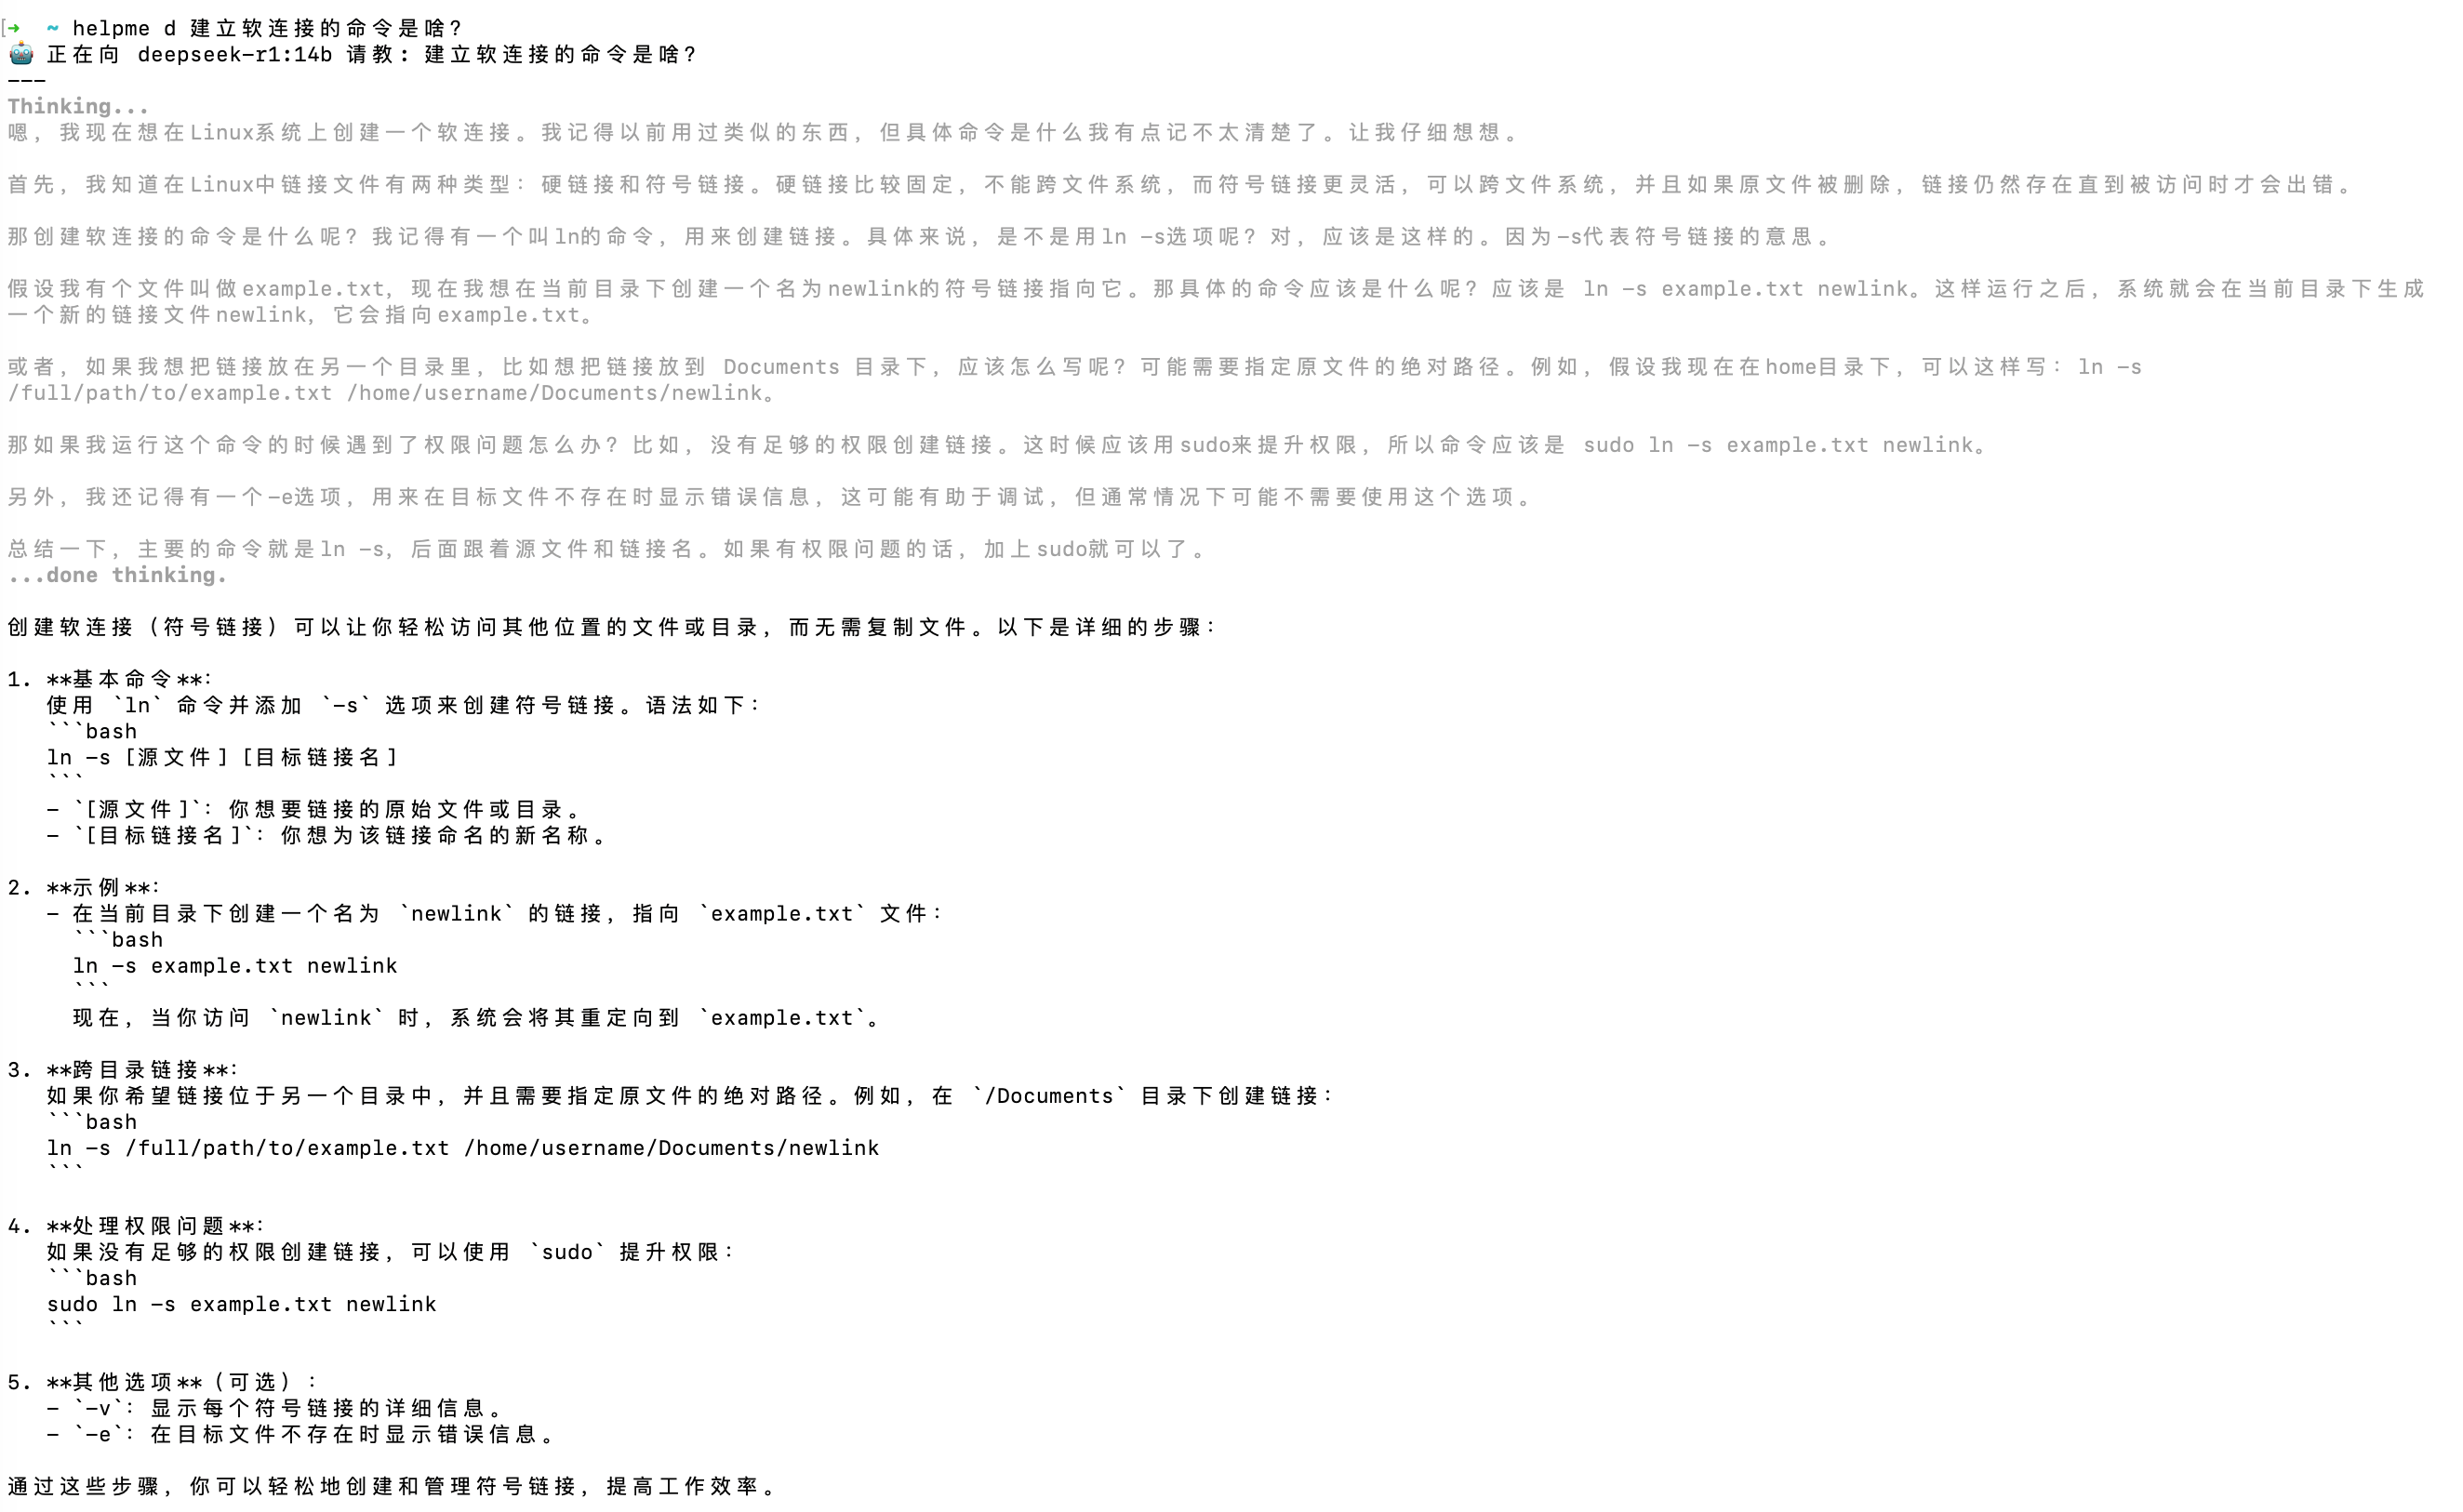 [➜  ~ helpme d 建立软连接的命令是啥?
🤖 正在向 deepseek-r1:14b 请教: 建立软连接的命令是啥?
---
Thinking...
嗯，我现在想在Linux系统上创建一个软连接。我记得以前用过类似的东西，但具体命令是什么我有点记不太清楚了。让我仔细想想。

首先，我知道在Linux中链接文件有两种类型：硬链接和符号链接。硬链接比较固定，不能跨文件系统，而符号链接更灵活，可以跨文件系统，并且如果原文件被删除，链接仍然存在直到被访问时才会出错。

那创建软连接的命令是什么呢？我记得有一个叫ln的命令，用来创建链接。具体来说，是不是用ln -s选项呢？对，应该是这样的。因为-s代表符号链接的意思。

假设我有个文件叫做example.txt，现在我想在当前目录下创建一个名为newlink的符号链接指向它。那具体的命令应该是什么呢？应该是 ln -s example.txt newlink。这样运行之后，系统就会在当前目录下生成
一个新的链接文件newlink，它会指向example.txt。

或者，如果我想把链接放在另一个目录里，比如想把链接放到 Documents 目录下，应该怎么写呢？可能需要指定原文件的绝对路径。例如，假设我现在在home目录下，可以这样写：ln -s
/full/path/to/example.txt /home/username/Documents/newlink。

那如果我运行这个命令的时候遇到了权限问题怎么办？比如，没有足够的权限创建链接。这时候应该用sudo来提升权限，所以命令应该是 sudo ln -s example.txt newlink。

另外，我还记得有一个-e选项，用来在目标文件不存在时显示错误信息，这可能有助于调试，但通常情况下可能不需要使用这个选项。

总结一下，主要的命令就是ln -s，后面跟着源文件和链接名。如果有权限问题的话，加上sudo就可以了。
...done thinking.

创建软连接（符号链接）可以让你轻松访问其他位置的文件或目录，而无需复制文件。以下是详细的步骤：

1. **基本命令**：
   使用 `ln` 命令并添加 `-s` 选项来创建符号链接。语法如下：
   ```bash
   ln -s [源文件] [目标链接名]
   ```
   - `[源文件]`：你想要链接的原始文件或目录。
   - `[目标链接名]`：你想为该链接命名的新名称。

2. **示例**：
   - 在当前目录下创建一个名为 `newlink` 的链接，指向 `example.txt` 文件：
     ```bash
     ln -s example.txt newlink
     ```
     现在，当你访问 `newlink` 时，系统会将其重定向到 `example.txt`。

3. **跨目录链接**：
   如果你希望链接位于另一个目录中，并且需要指定原文件的绝对路径。例如，在 `/Documents` 目录下创建链接：
   ```bash
   ln -s /full/path/to/example.txt /home/username/Documents/newlink
   ```

4. **处理权限问题**：
   如果没有足够的权限创建链接，可以使用 `sudo` 提升权限：
   ```bash
   sudo ln -s example.txt newlink
   ```

5. **其他选项**（可选）：
   - `-v`：显示每个符号链接的详细信息。
   - `-e`：在目标文件不存在时显示错误信息。

通过这些步骤，你可以轻松地创建和管理符号链接，提高工作效率。